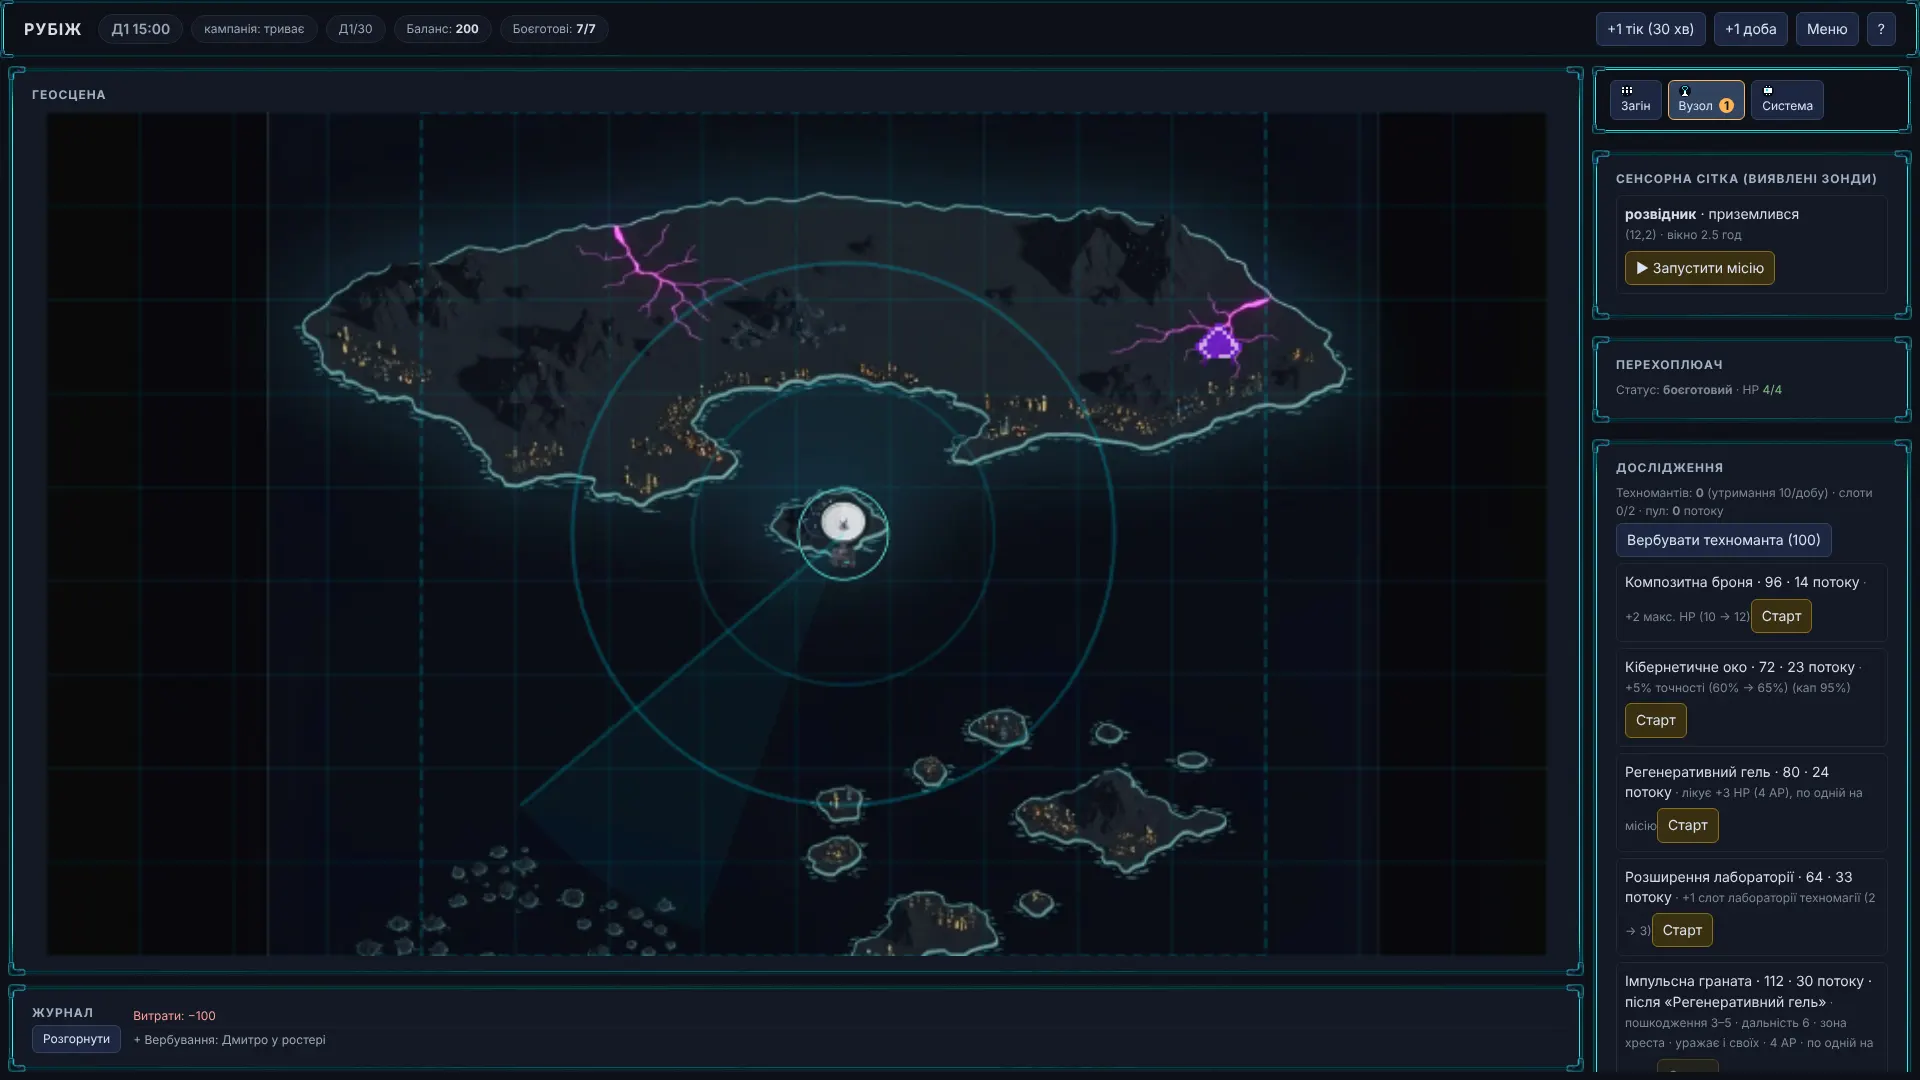 РУБІЖ
Д1 15:00
кампанія: триває
Д1/30
Баланс: 200
Боєготові: 7/7
+1 тік (30 хв)
+1 доба
Меню
?
ГЕОСЦЕНА
Загін
Вузол 1
Система
СЕНСОРНА СІТКА (ВИЯВЛЕНІ ЗОНДИ)
розвідник · приземлився
(12,2) · вікно 2.5 год
▶ Запустити місію
ПЕРЕХОПЛЮВАЧ
Статус: боєготовий · HP 4/4
ДОСЛІДЖЕННЯ
Техномантів: 0 (утримання 10/добу) · слоти
0/2 · пул: 0 потоку
Вербувати техноманта (100)
Композитна броня · 96 · 14 потоку ·
+2 макс. HP (10 → 12) Старт
Кібернетичне око · 72 · 23 потоку ·
+5% точності (60% → 65%) (кап 95%)
Старт
Регенеративний гель · 80 · 24
потоку · лікує +3 HP (4 AP), по одній на
місію Старт
Розширення лабораторії · 64 · 33
потоку · +1 слот лабораторії техномагії (2
→ 3) Старт
Імпульсна граната · 112 · 30 потоку ·
після «Регенеративний гель» ·
пошкодження 3–5 · дальність 6 · зона
хреста · уражає і своїх · 4 AP · по одній на
ЖУРНАЛ
Розгорнути
Витрати: −100
+ Вербування: Дмитро у ростері